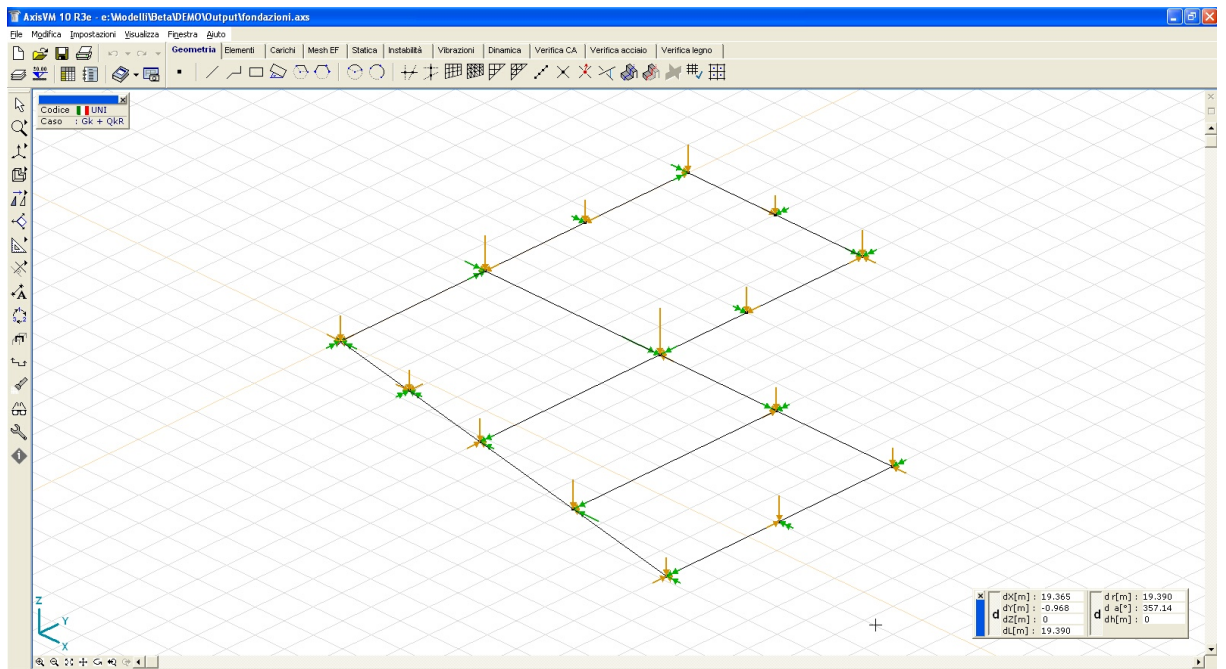 AxisVM 10 R3e - e:\Modelli\Beta\DEMO\Output\fondazioni.axs
File Modifica Impostazioni Visualizza Finestra Aiuto
Geometria Elementi Carichi Mesh EF Statica Instabilità Vibrazioni Dinamica Verifica CA Verifica acciaio Verifica legno
Codice UNI
Caso : Gk + QkR
Z
Y
X
d
dX[m] : 19.365
dY[m] : -0.968
dZ[m] : 0
dL[m] : 19.390
d
d r[m] : 19.390
d a[°] : 357.14
dh[m] : 0